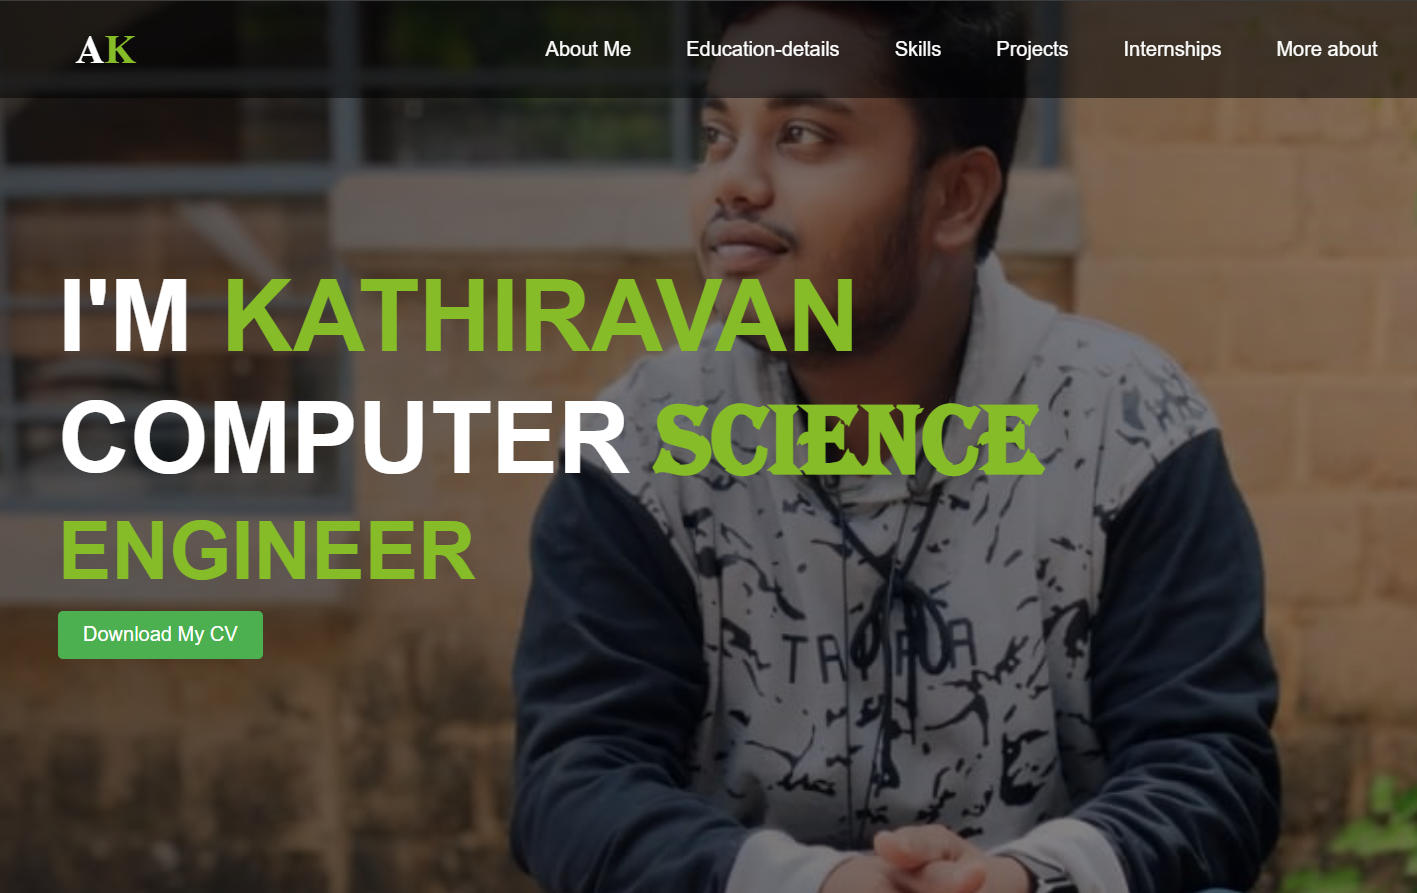 AK
About Me Education-details Skills Projects Internships More about
I'M KATHIRAVAN
COMPUTER SCIENCE
ENGINEER
Download My CV